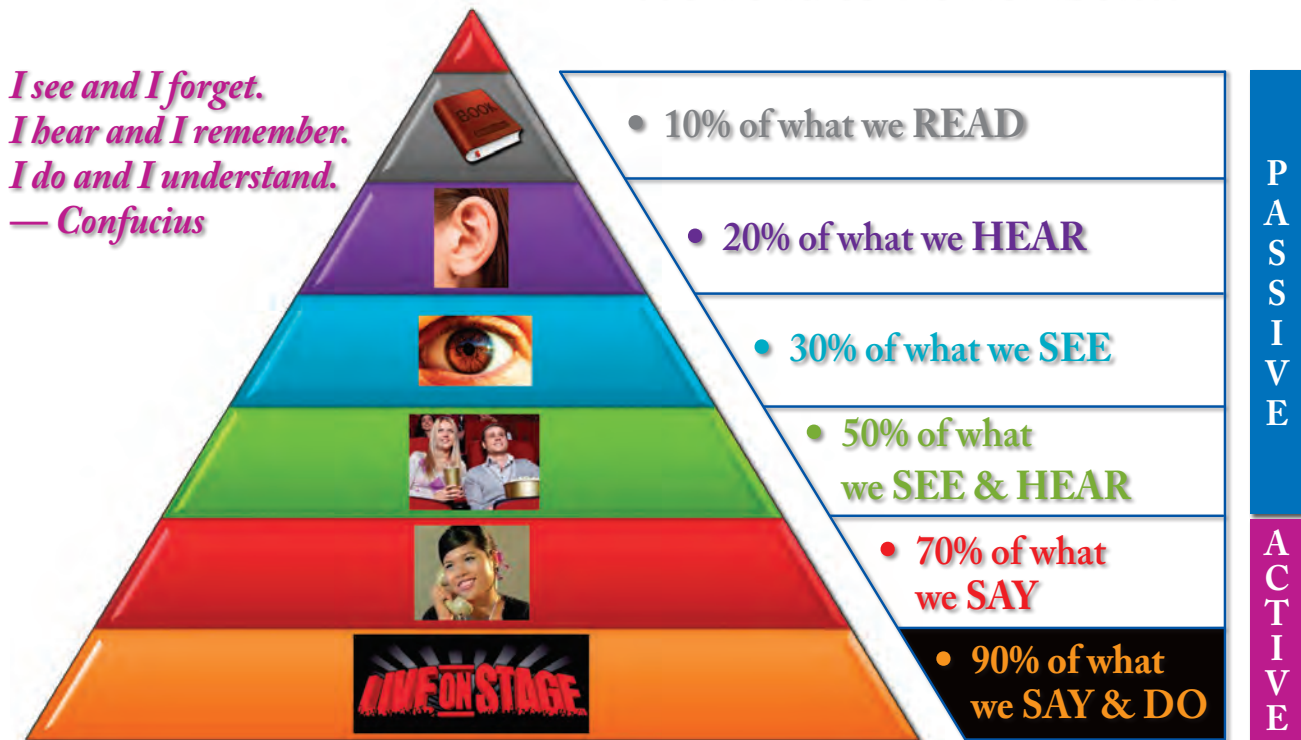 I see and I forget.
I hear and I remember.
I do and I understand.
— Confucius
BOOK
• 10% of what we READ
• 20% of what we HEAR
• 30% of what we SEE
• 50% of what
we SEE & HEAR
• 70% of what
we SAY
LIVE ON STAGE
• 90% of what
we SAY & DO
PASSIVE
ACTIVE